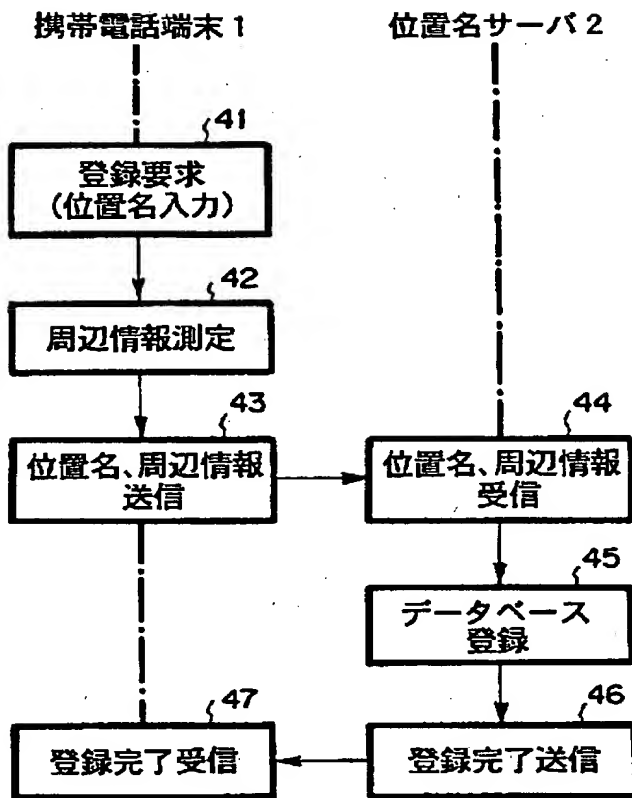 携帯電話端末1
位置名サーバ2
41
登録要求
(位置名入力)
42
周辺情報測定
43
位置名、周辺情報
送信
44
位置名、周辺情報
受信
45
データベース
登録
46
登録完了送信
47
登録完了受信